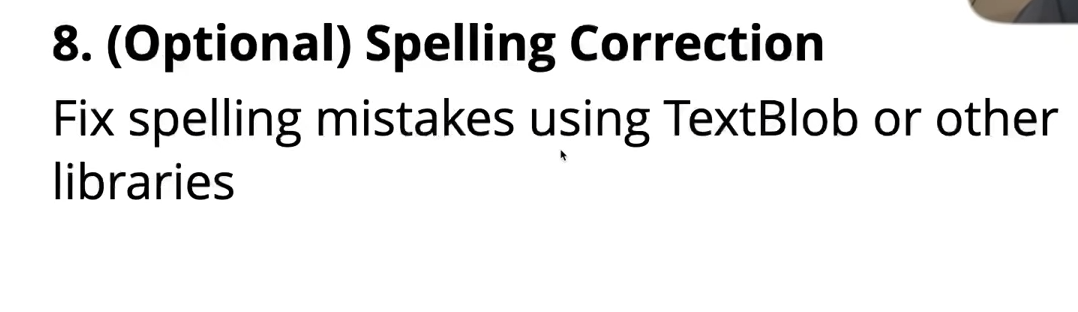 8. (Optional) Spelling Correction
Fix spelling mistakes using TextBlob or other
libraries